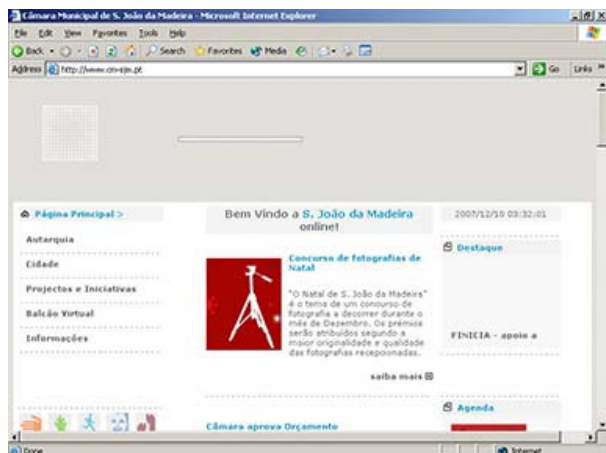 Câmara Municipal de S. João da Madeira - Microsoft Internet Explorer
File Edit View Favorites Tools Help
Back Search Favorites Media
Address http://www.cm-sjm.pt Go Links »
Página Principal >
Autarquia
Cidade
Projectos e Iniciativas
Balcão Virtual
Informações
Bem Vindo a S. João da Madeira
online!
Concurso de fotografias de
Natal
"O Natal de S. João da Madeira"
é o tema de um concurso de
fotografia a decorrer durante o
mês de Dezembro. Os prémios
serão atribuídos segundo a
maior originalidade e qualidade
das fotografias recepcionadas.
saiba mais
Câmara aprova Orçamento
2007/12/10 03:32:01
Destaque
FINICIA - apoio a
Agenda
Done
Internet